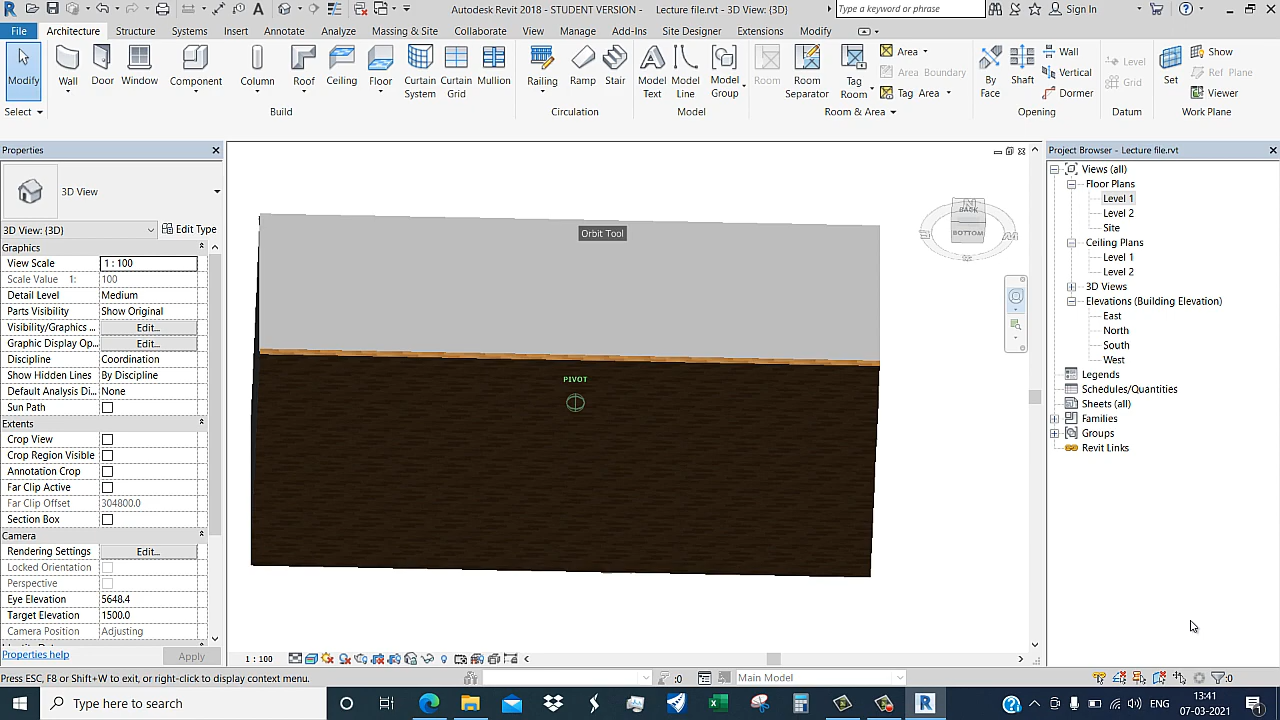 Autodesk Revit 2018 - STUDENT VERSION - Lecture file.rvt - 3D View: {3D}
Type a keyword or phrase
Sign In
File Architecture Structure Systems Insert Annotate Analyze Massing & Site Collaborate View Manage Add-Ins Site Designer Extensions Modify
Modify Wall Door Window Component Column Roof Ceiling Floor Curtain System Curtain Grid Mullion Railing Ramp Stair Model Text Model Line Model Group Room Room Separator Tag Room
Area
Area Boundary
Tag Area
By Face Shaft
Wall
Vertical
Dormer
Level
Grid
Set
Show
Ref Plane
Viewer
Select Build Circulation Model Room & Area Opening Datum Work Plane
Properties
3D View
3D View: {3D} Edit Type
Graphics
View Scale 1 : 100
Scale Value 1: 100
Detail Level Medium
Parts Visibility Show Original
Visibility/Graphics ... Edit...
Graphic Display Op... Edit...
Discipline Coordination
Show Hidden Lines By Discipline
Default Analysis Di... None
Sun Path
Extents
Crop View
Crop Region Visible
Annotation Crop
Far Clip Active
Far Clip Offset 304800.0
Section Box
Camera
Rendering Settings Edit...
Locked Orientation
Perspective
Eye Elevation 5648.4
Target Elevation 1500.0
Camera Position Adjusting
Properties help Apply
Orbit Tool
PIVOT
BACK
BOTTOM
Project Browser - Lecture file.rvt
Views (all)
Floor Plans
Level 1
Level 2
Site
Ceiling Plans
Level 1
Level 2
3D Views
Elevations (Building Elevation)
East
North
South
West
Legends
Schedules/Quantities
Sheets (all)
Families
Groups
Revit Links
1 : 100
Press ESC, F8 or Shift+W to exit, or right-click to display context menu.
:0
Main Model
:0
Type here to search
ENG
13:41
07-03-2021